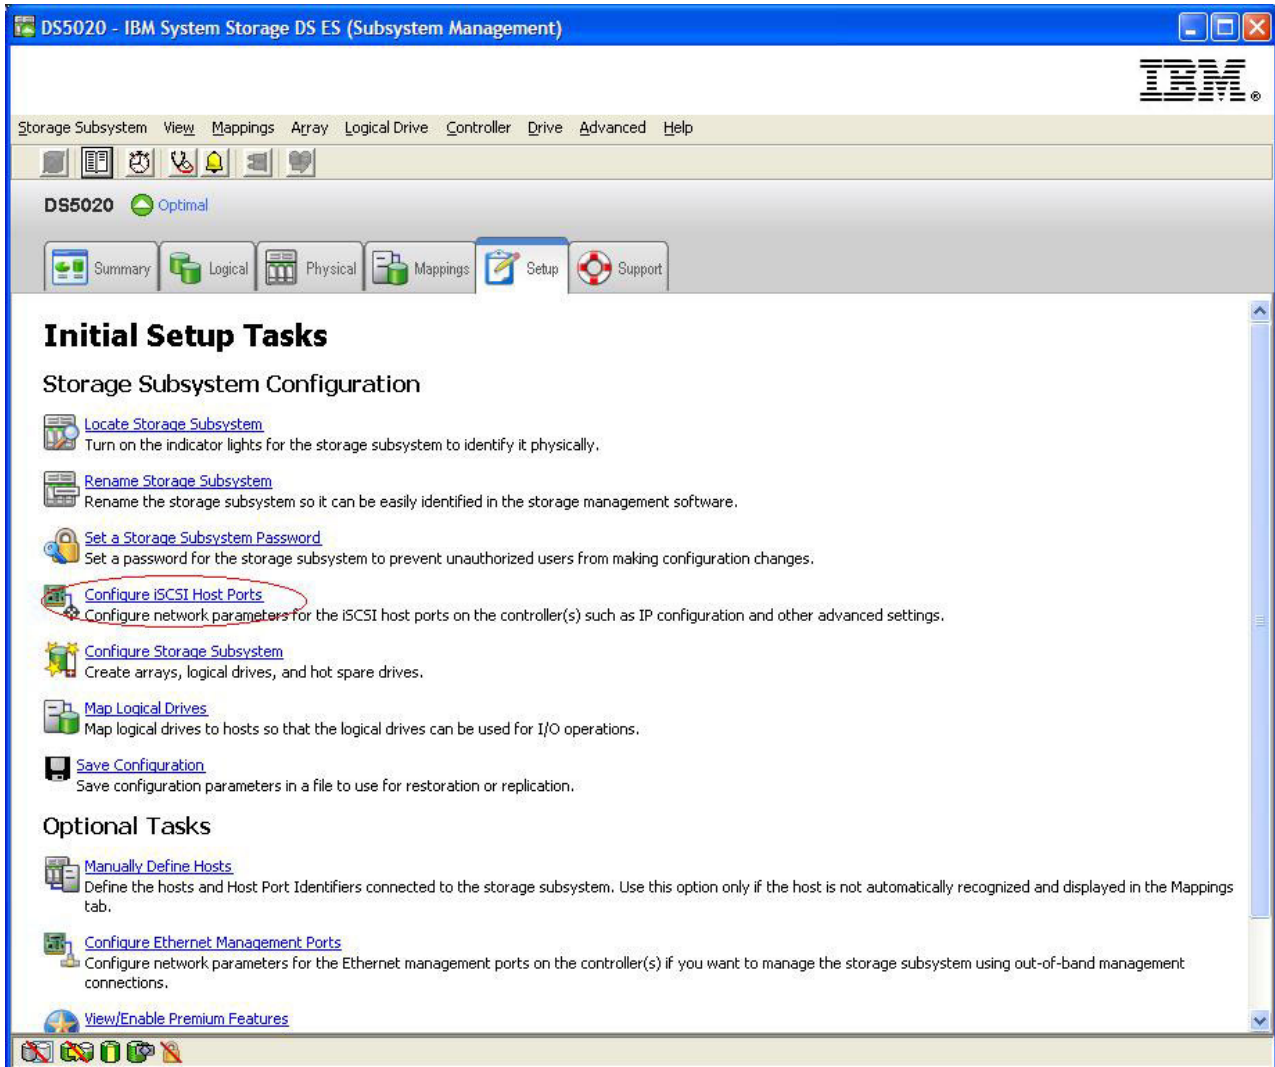 DS5020 - IBM System Storage DS ES (Subsystem Management)
IBM®
Storage Subsystem View Mappings Array Logical Drive Controller Drive Advanced Help
DS5020 Optimal
Summary Logical Physical Mappings Setup Support
Initial Setup Tasks
Storage Subsystem Configuration
Locate Storage Subsystem
Turn on the indicator lights for the storage subsystem to identify it physically.
Rename Storage Subsystem
Rename the storage subsystem so it can be easily identified in the storage management software.
Set a Storage Subsystem Password
Set a password for the storage subsystem to prevent unauthorized users from making configuration changes.
Configure iSCSI Host Ports
Configure network parameters for the iSCSI host ports on the controller(s) such as IP configuration and other advanced settings.
Configure Storage Subsystem
Create arrays, logical drives, and hot spare drives.
Map Logical Drives
Map logical drives to hosts so that the logical drives can be used for I/O operations.
Save Configuration
Save configuration parameters in a file to use for restoration or replication.
Optional Tasks
Manually Define Hosts
Define the hosts and Host Port Identifiers connected to the storage subsystem. Use this option only if the host is not automatically recognized and displayed in the Mappings
tab.
Configure Ethernet Management Ports
Configure network parameters for the Ethernet management ports on the controller(s) if you want to manage the storage subsystem using out-of-band management
connections.
View/Enable Premium Features